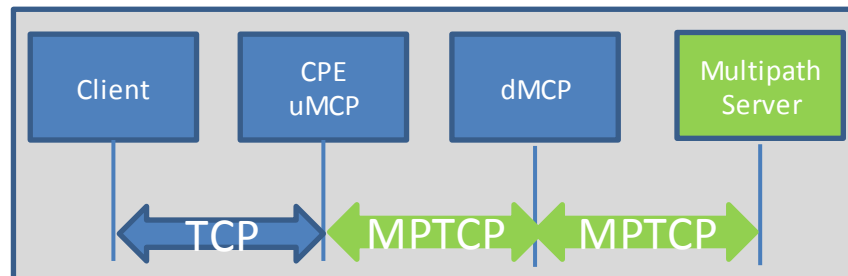 Client
CPE
uMCP
dMCP
Multipath
Server
TCP
MPTCP
MPTCP